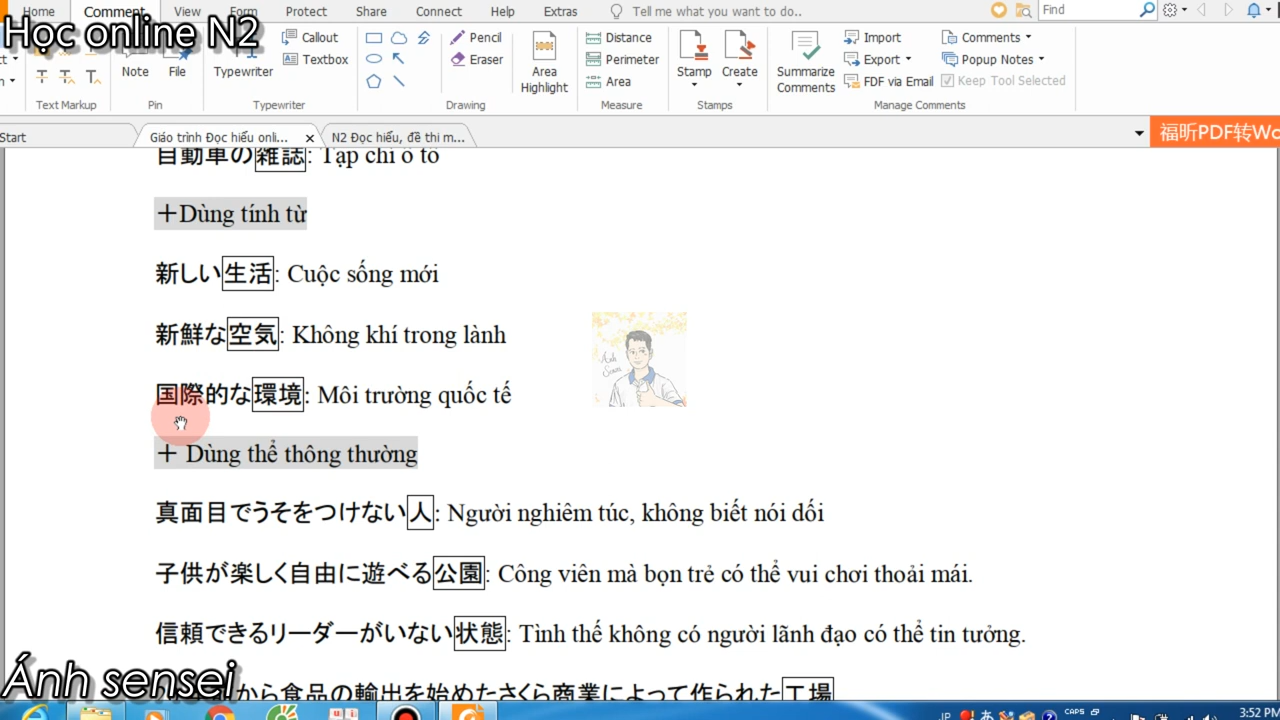 Home Comment View Form Protect Share Connect Help Extras Tell me what you want to do.. Find
Học online N2
Callout
Textbox
Note File Typewriter
Pencil
Eraser
Area Highlight
Distance
Perimeter
Area
Stamp Create
Summarize Comments
Import
Export
FDF via Email
Comments
Popup Notes
Keep Tool Selected
Text Markup Pin Typewriter Drawing Measure Stamps Manage Comments
Start Giáo trình Đọc hiểu onli... N2 Đọc hiểu, đề thi m... 福昕PDF转Wo
自動車の雑誌: Tạp chí ô tô
＋Dùng tính từ
新しい生活: Cuộc sống mới
新鮮な空気: Không khí trong lành
国際的な環境: Môi trường quốc tế
＋ Dùng thể thông thường
真面目でうそをつけない人: Người nghiêm túc, không biết nói dối
子供が楽しく自由に遊べる公園: Công viên mà bọn trẻ có thể vui chơi thoải mái.
信頼できるリーダーがいない状態: Tình thế không có người lãnh đạo có thể tin tưởng.
から食品の輸出を始めたさくら商業によって作られた工場
Ánh sensei
JP あ CAPS 3:52 PM